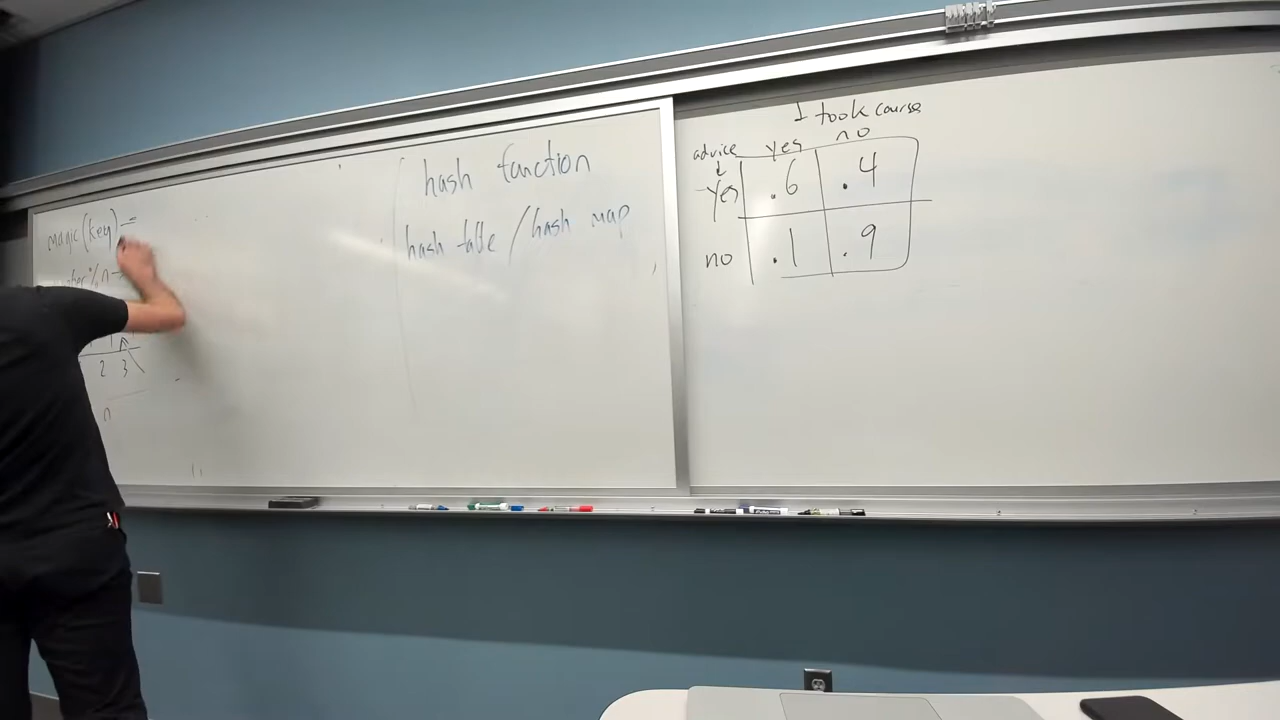 magic(key) =
% n →
2 3
n
hash function
hash table / hash map
I took course
advice yes no
↓
yes .6 .4
no .1 .9